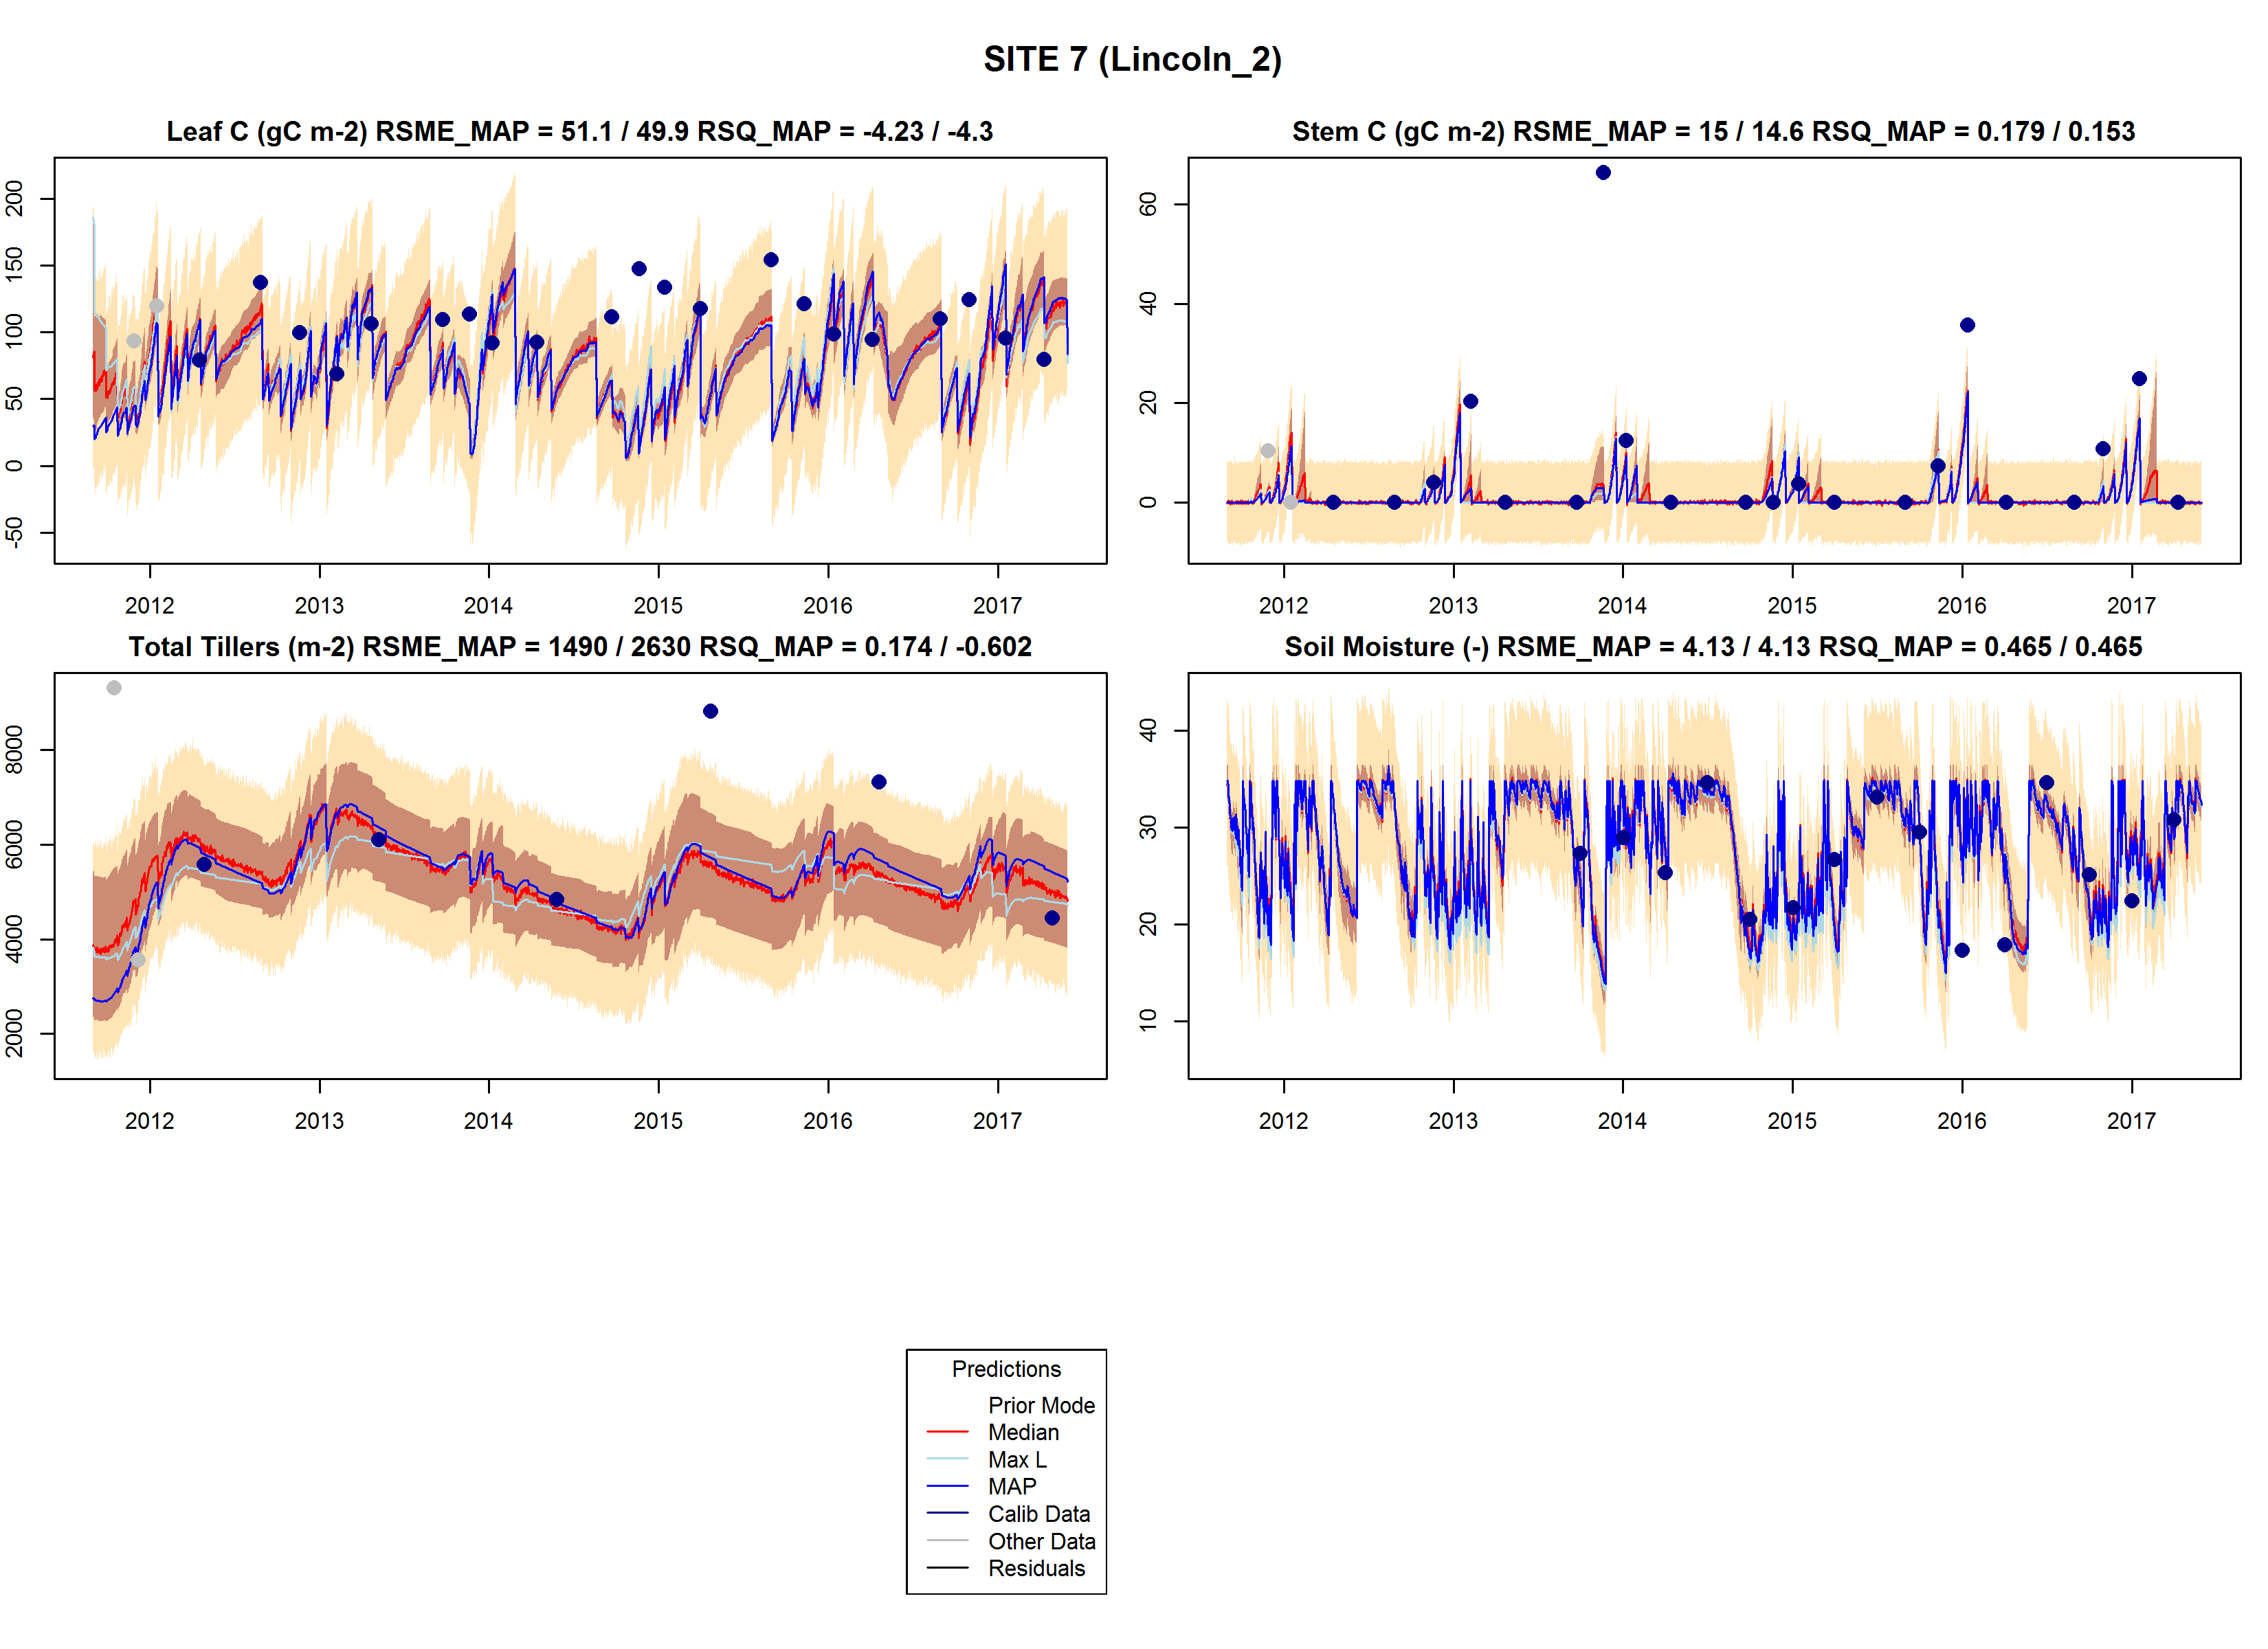 SITE 7 (Lincoln_2)
Leaf C (gC m-2) RSME_MAP = 51.1 / 49.9 RSQ_MAP = -4.23 / -4.3
200
150
100
50
0
-50
2012 2013 2014 2015 2016 2017
Stem C (gC m-2) RSME_MAP = 15 / 14.6 RSQ_MAP = 0.179 / 0.153
60
40
20
0
2012 2013 2014 2015 2016 2017
Total Tillers (m-2) RSME_MAP = 1490 / 2630 RSQ_MAP = 0.174 / -0.602
8000
6000
4000
2000
2012 2013 2014 2015 2016 2017
Soil Moisture (-) RSME_MAP = 4.13 / 4.13 RSQ_MAP = 0.465 / 0.465
40
30
20
10
2012 2013 2014 2015 2016 2017
Predictions
Prior Mode
Median
Max L
MAP
Calib Data
Other Data
Residuals